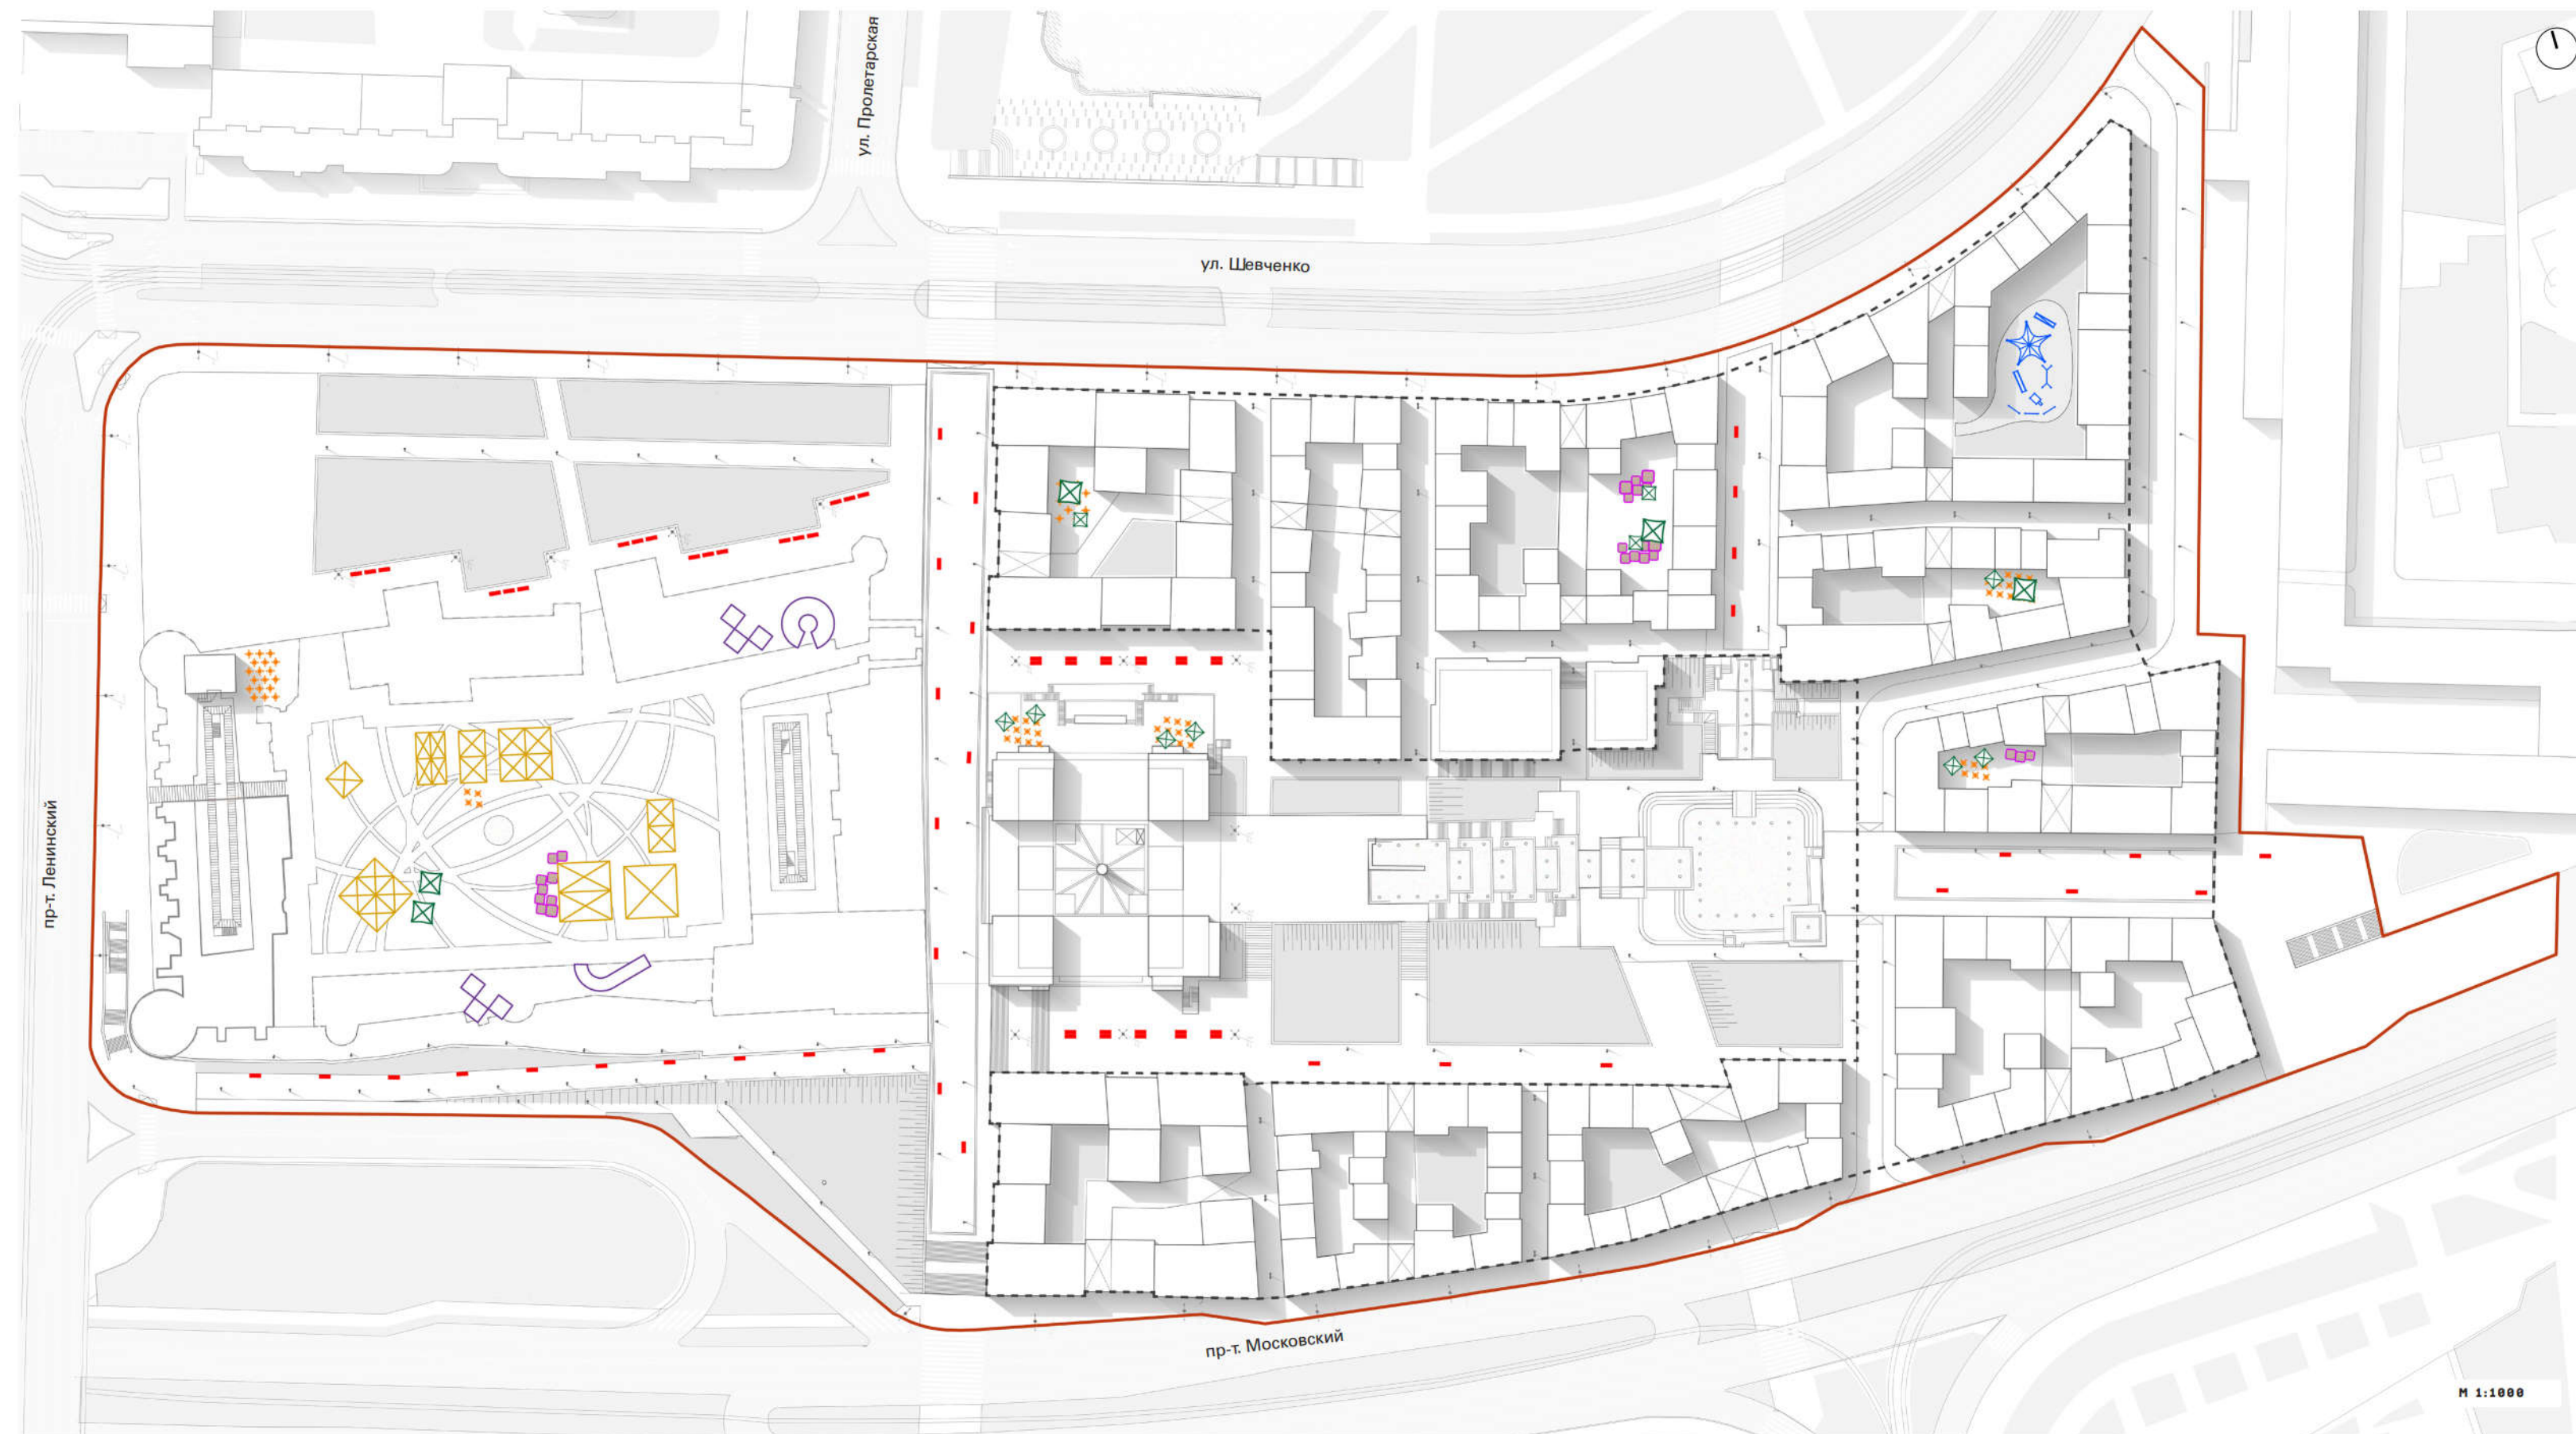 ул. Пролетарская
ул. Шевченко
пр-т. Ленинский
пр-т. Московский
М 1:1000